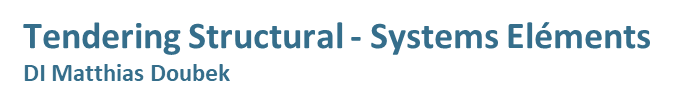 Tendering Structural - Systems Eléments
DI Matthias Doubek